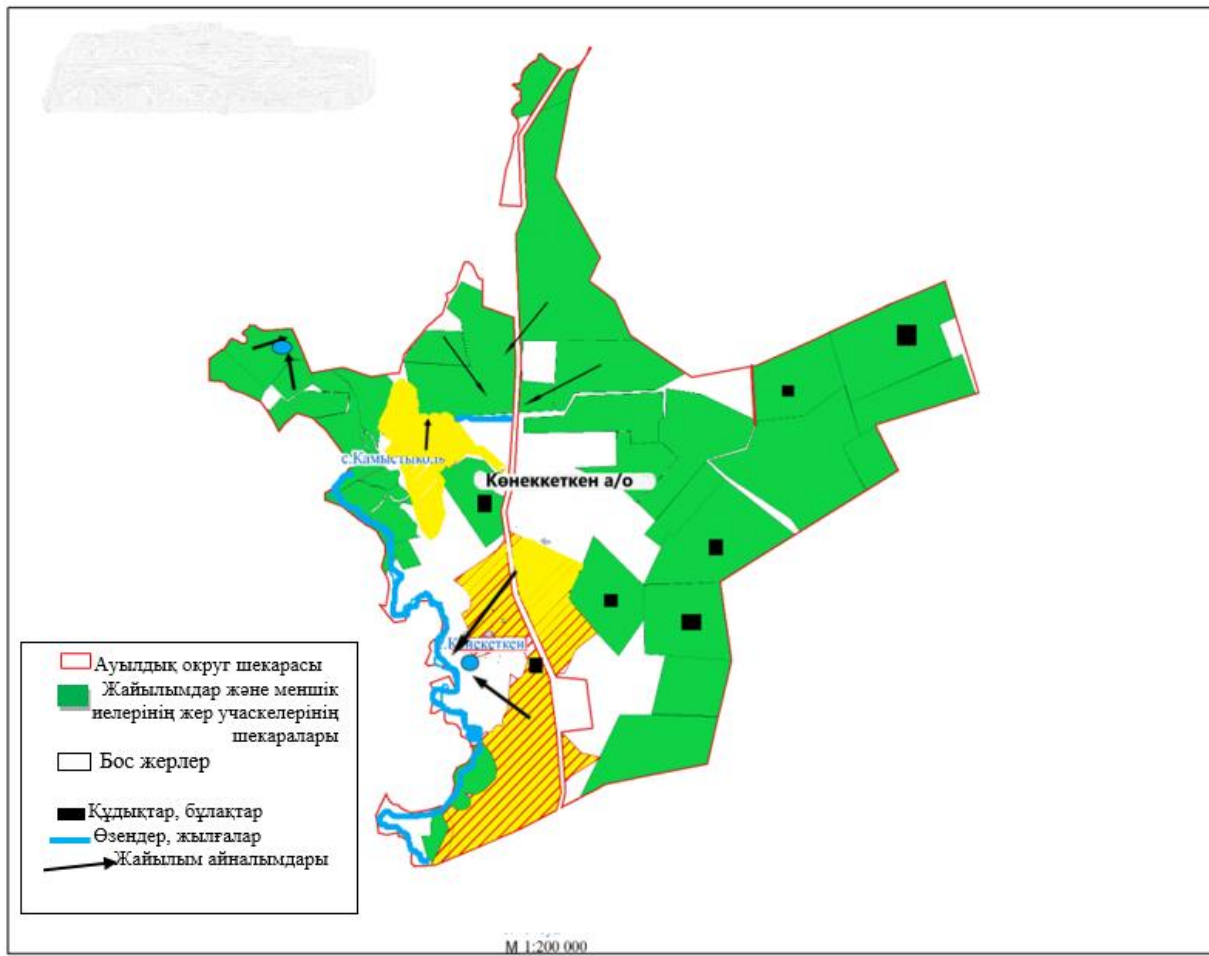 с.Камыстыколь
Көнеккеткен а/о
Ауылдық округ шекарасы
Жайылымдар және меншік
иелерінің жер учаскелерінің
шекаралары
Бос жерлер
Құдықтар, бұлақтар
Өзендер, жылғалар
Жайылым айналымдары
М 1:200 000